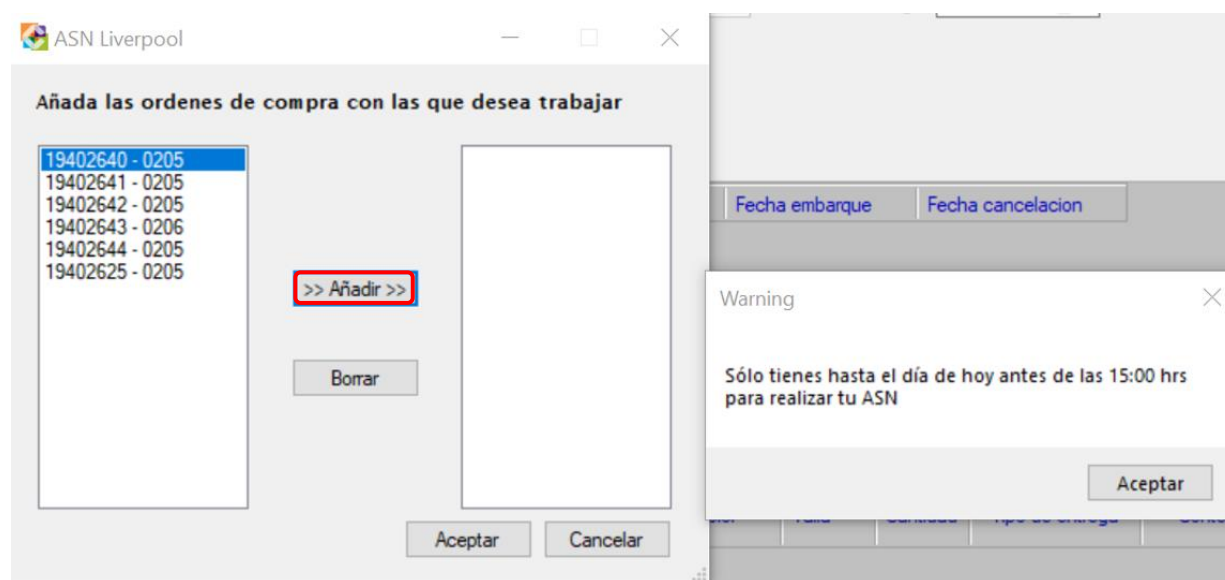 ASN Liverpool
Añada las ordenes de compra con las que desea trabajar
19402640 - 0205
19402641 - 0205
19402642 - 0205
19402643 - 0206
19402644 - 0205
19402625 - 0205
>> Añadir >>
Borrar
Aceptar
Cancelar
Fecha embarque
Fecha cancelacion
Warning
Sólo tienes hasta el día de hoy antes de las 15:00 hrs
para realizar tu ASN
Aceptar